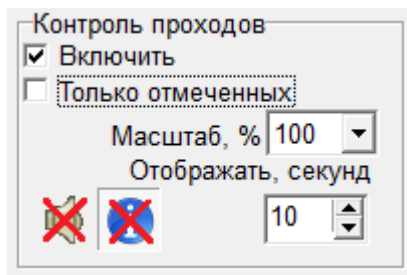 Контроль проходов
Включить
Только отмеченных
Масштаб, % 100
Отображать, секунд
10